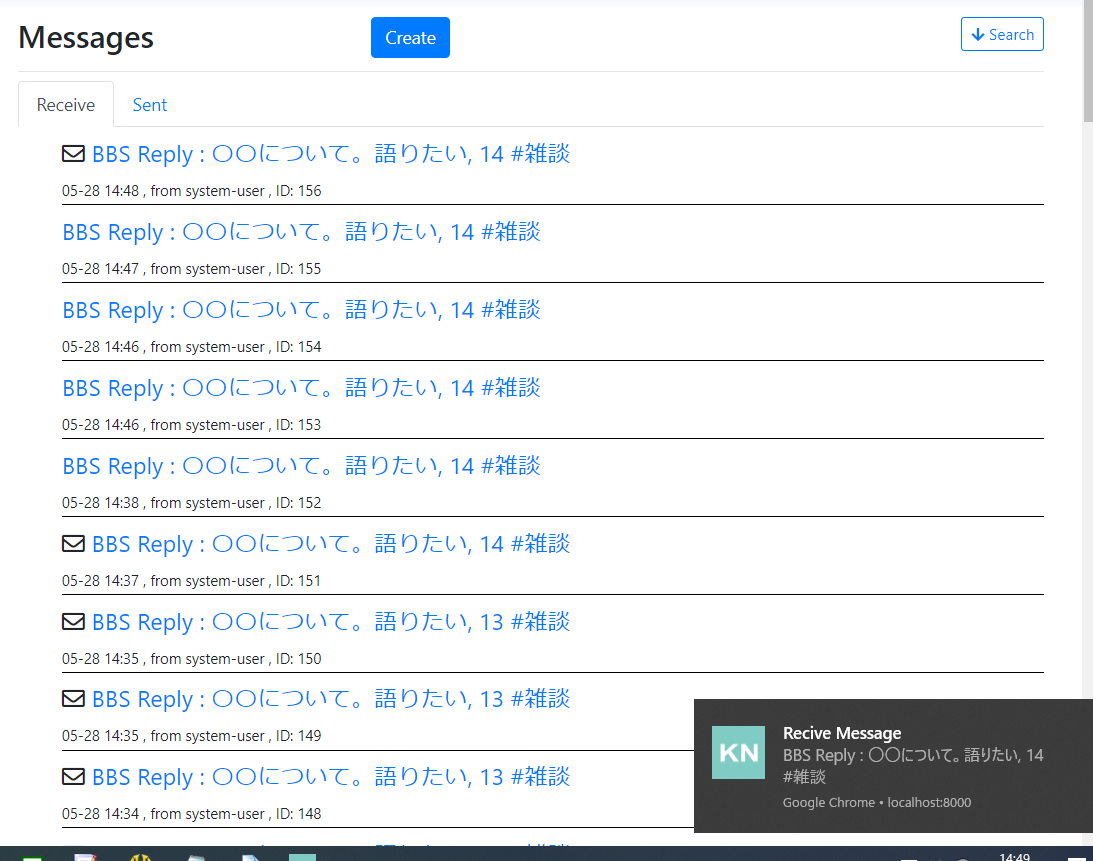 Messages
Create
Search
Receive
Sent
BBS Reply : 〇〇について。語りたい, 14 #雑談
05-28 14:48 , from system-user , ID: 156
BBS Reply : 〇〇について。語りたい, 14 #雑談
05-28 14:47 , from system-user , ID: 155
BBS Reply : 〇〇について。語りたい, 14 #雑談
05-28 14:46 , from system-user , ID: 154
BBS Reply : 〇〇について。語りたい, 14 #雑談
05-28 14:46 , from system-user , ID: 153
BBS Reply : 〇〇について。語りたい, 14 #雑談
05-28 14:38 , from system-user , ID: 152
BBS Reply : 〇〇について。語りたい, 14 #雑談
05-28 14:37 , from system-user , ID: 151
BBS Reply : 〇〇について。語りたい, 13 #雑談
05-28 14:35 , from system-user , ID: 150
BBS Reply : 〇〇について。語りたい, 13 #雑談
05-28 14:35 , from system-user , ID: 149
BBS Reply : 〇〇について。語りたい, 13 #雑談
05-28 14:34 , from system-user , ID: 148
KN
Recive Message
BBS Reply : 〇〇について。語りたい, 14
#雑談
Google Chrome • localhost:8000
14:49